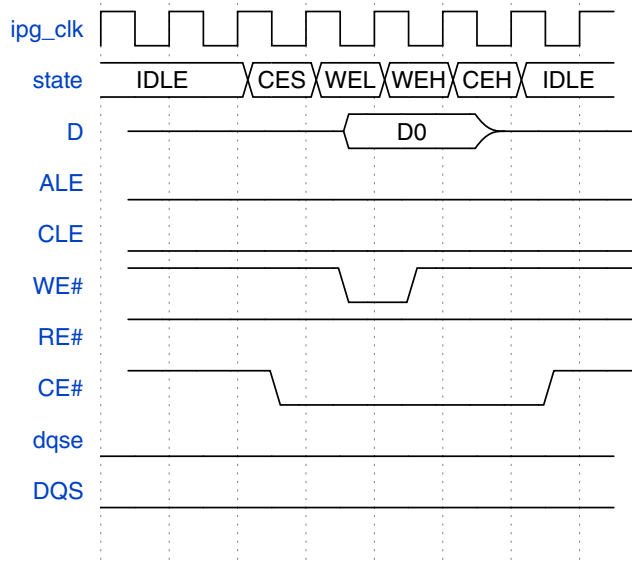 ipg_clk
state IDLE CES WEL WEH CEH IDLE
D D0
ALE
CLE
WE#
RE#
CE#
dqse
DQS